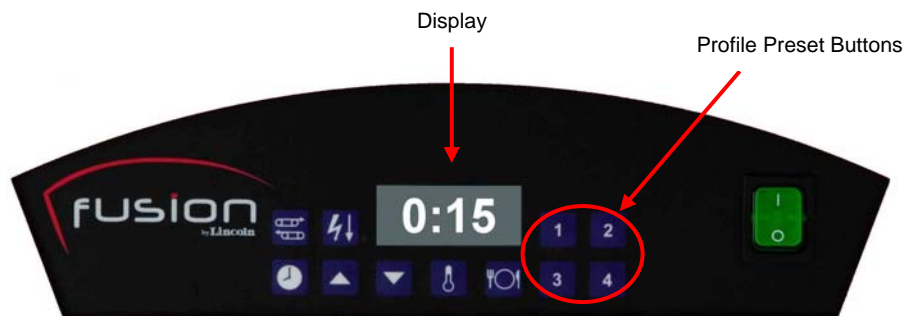 Display
Profile Preset Buttons
fusion
by Lincoln
0:15
1 2
3 4
I
O